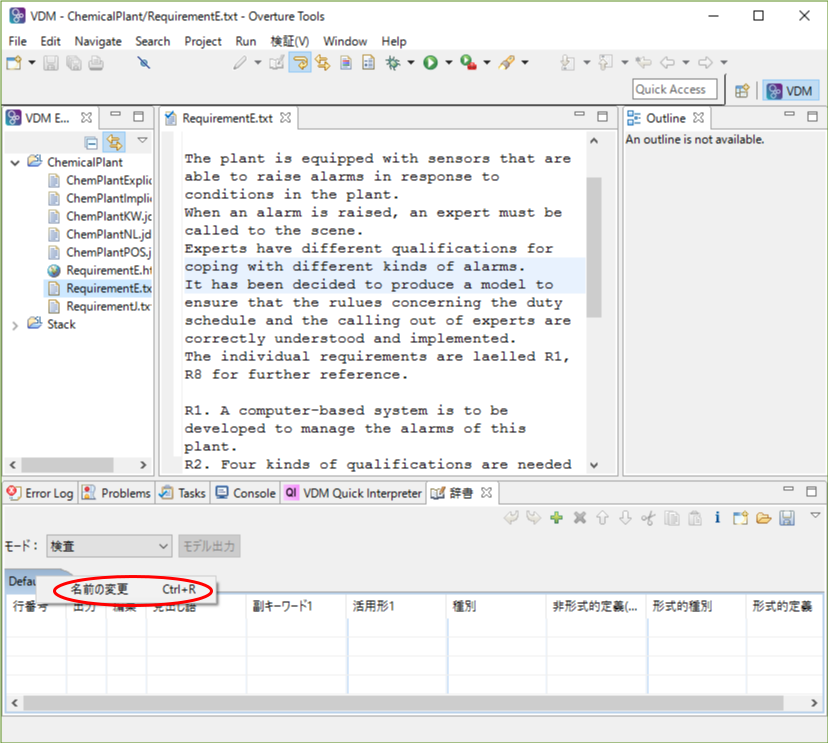 VDM - ChemicalPlant/RequirementE.txt - Overture Tools
File Edit Navigate Search Project Run 検証(V) Window Help
Quick Access
VDM
VDM E...
ChemicalPlant
ChemPlantExplic
ChemPlantImplic
ChemPlantKW.jd
ChemPlantNL.jd
ChemPlantPOS.j
RequirementE.ht
RequirementE.tx
RequirementJ.tx
Stack
RequirementE.txt
The plant is equipped with sensors that are
able to raise alarms in response to
conditions in the plant.
When an alarm is raised, an expert must be
called to the scene.
Experts have different qualifications for
coping with different kinds of alarms.
It has been decided to produce a model to
ensure that the rulues concerning the duty
schedule and the calling out of experts are
correctly understood and implemented.
The individual requirements are laelled R1,
R8 for further reference.
R1. A computer-based system is to be
developed to manage the alarms of this
plant.
R2. Four kinds of qualifications are needed
Outline
An outline is not available.
Error Log Problems Tasks Console QI VDM Quick Interpreter 辞書
モード： 検査 モデル出力
Defau
名前の変更 Ctrl+R
行番号 出力 編集 見出し語 副キーワード1 活用形1 種別 非形式的定義(... 形式的種別 形式的定義